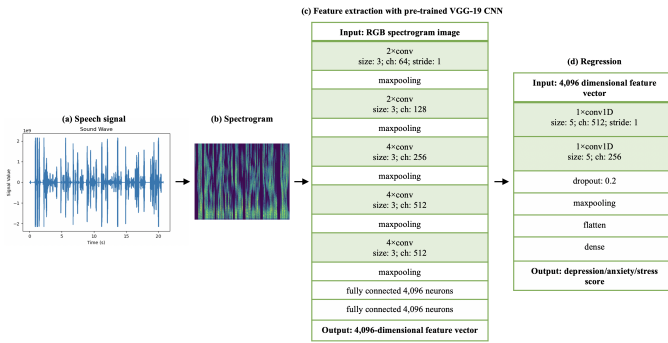 (c) Feature extraction with pre-trained VGG-19 CNN
Input: RGB spectrogram image
2×conv
size: 3; ch: 64; stride: 1
maxpooling
2×conv
size: 3; ch: 128
maxpooling
4×conv
size: 3; ch: 256
maxpooling
4×conv
size: 3; ch: 512
maxpooling
4×conv
size: 3; ch: 512
maxpooling
fully connected 4,096 neurons
fully connected 4,096 neurons
Output: 4,096-dimensional feature vector
(a) Speech signal
Sound Wave
1e9
2
1
0
−1
−2
Signal Value
0
5
10
15
20
Time (s)
(b) Spectrogram
(d) Regression
Input: 4,096 dimensional feature
vector
1×conv1D
size: 5; ch: 512; stride: 1
1×conv1D
size: 5; ch: 256
dropout: 0.2
maxpooling
flatten
dense
Output: depression/anxiety/stress
score